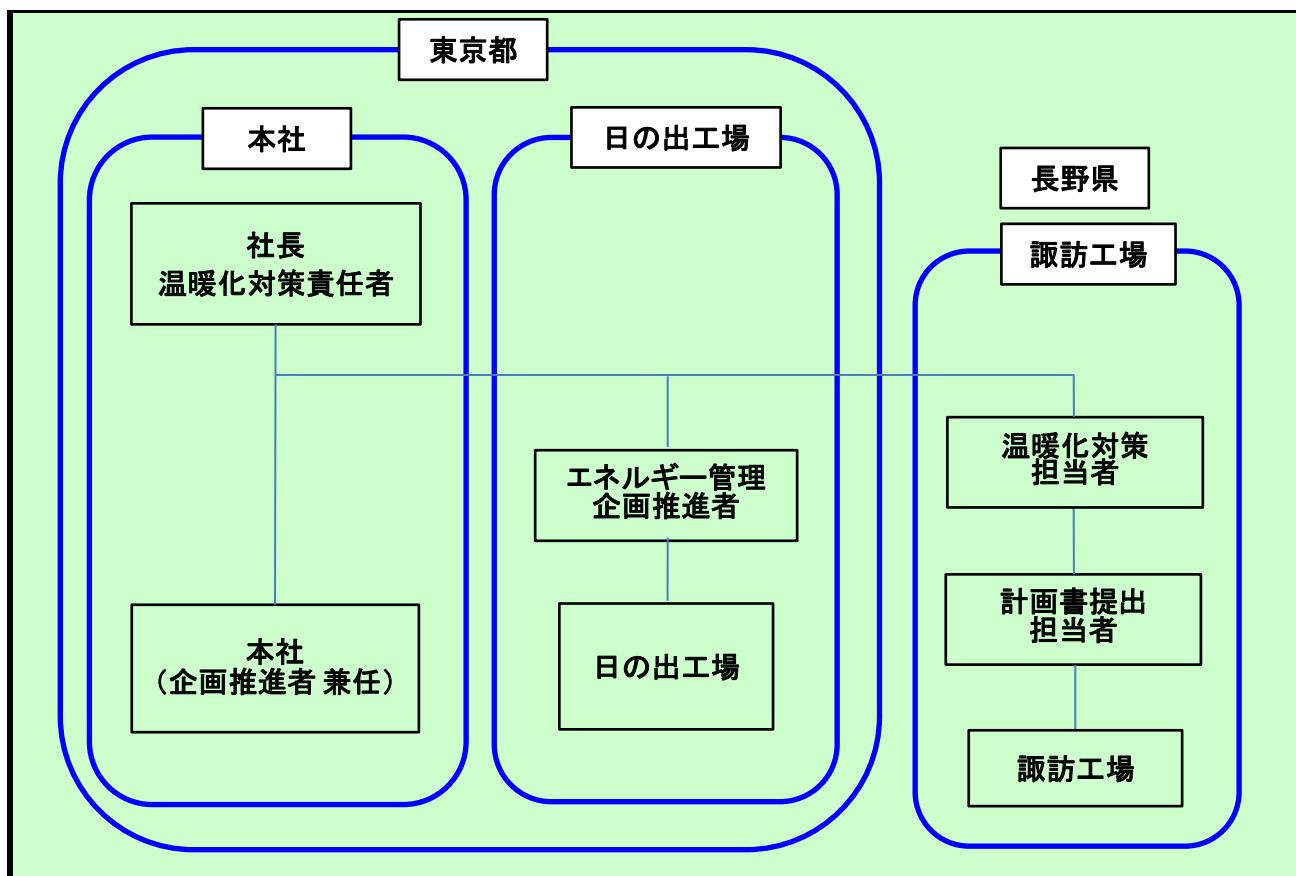 東京都
本社
社長
温暖化対策責任者
本社
（企画推進者 兼任）
日の出工場
エネルギー管理
企画推進者
日の出工場
長野県
諏訪工場
温暖化対策
担当者
計画書提出
担当者
諏訪工場